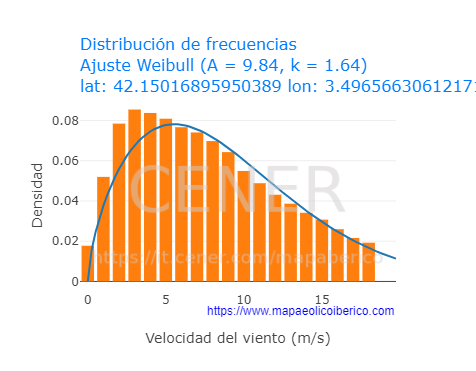 Distribución de frecuencias
Ajuste Weibull (A = 9.84, k = 1.64)
lat: 42.15016895950389 lon: 3.49656630612171
0.08
0.06
0.04
0.02
0
Densidad
CENER
https://t.cener.com/mapaiberico
0
5
10
15
https://www.mapaeolicoiberico.com
Velocidad del viento (m/s)